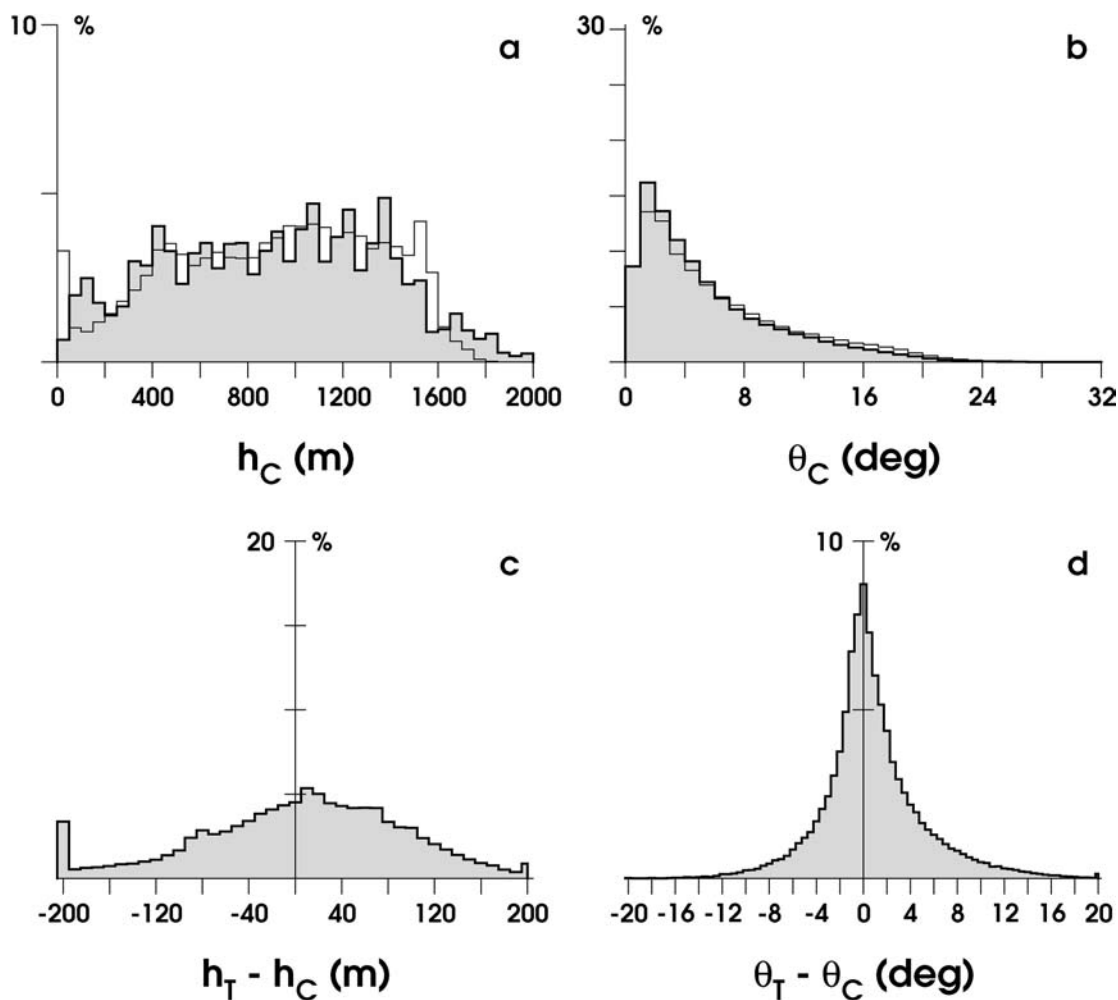 10 % a
0 400 800 1200 1600 2000
h_C (m)
30 % b
0 8 16 24 32
θ_C (deg)
20 % c
-200 -120 -40 40 120 200
h_T - h_C (m)
10 % d
-20 -16 -12 -8 -4 0 4 8 12 16 20
θ_T - θ_C (deg)